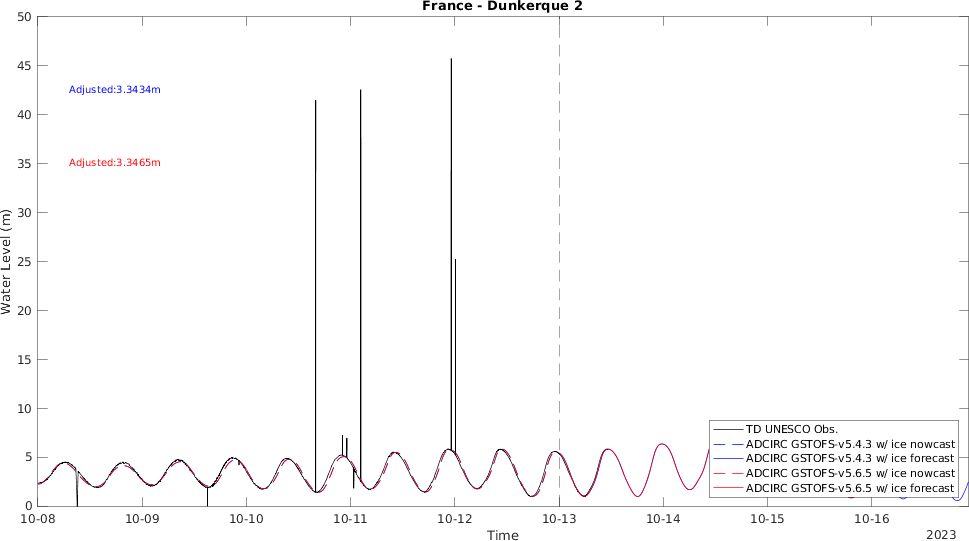 France - Dunkerque 2
Water Level (m)
50
45
40
35
30
25
20
15
10
5
0
Adjusted:3.3434m
Adjusted:3.3465m
TD UNESCO Obs.
ADCIRC GSTOFS-v5.4.3 w/ ice nowcast
ADCIRC GSTOFS-v5.4.3 w/ ice forecast
ADCIRC GSTOFS-v5.6.5 w/ ice nowcast
ADCIRC GSTOFS-v5.6.5 w/ ice forecast
10-08 10-09 10-10 10-11 10-12 10-13 10-14 10-15 10-16
Time
2023